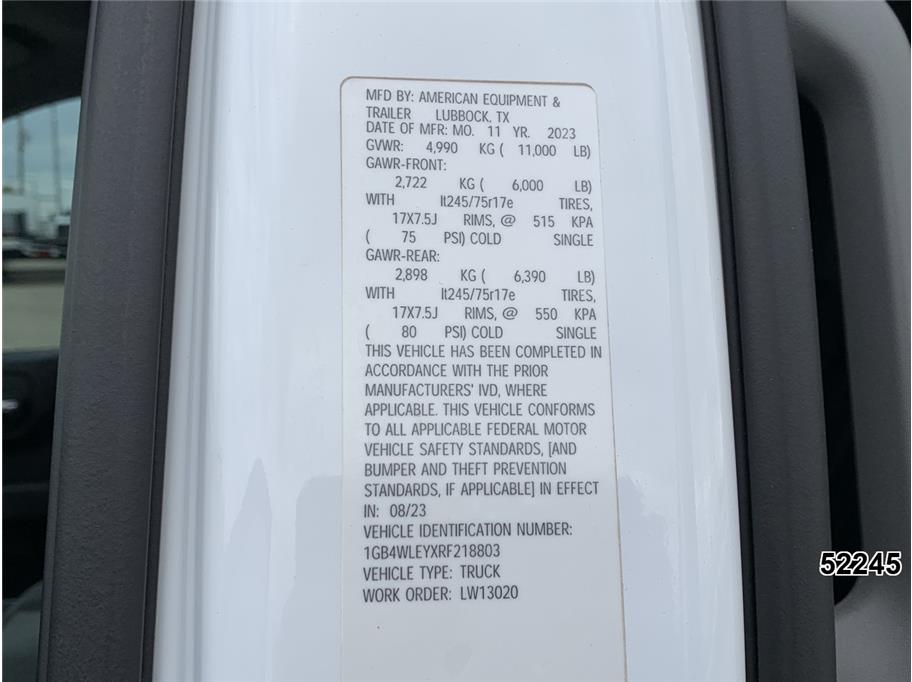 MFD BY: AMERICAN EQUIPMENT &
TRAILER LUBBOCK, TX
DATE OF MFR: MO. 11 YR. 2023
GVWR: 4,990 KG ( 11,000 LB)
GAWR-FRONT:
2,722 KG ( 6,000 LB)
WITH lt245/75r17e TIRES,
17X7.5J RIMS, @ 515 KPA
( 75 PSI) COLD SINGLE
GAWR-REAR:
2,898 KG ( 6,390 LB)
WITH lt245/75r17e TIRES,
17X7.5J RIMS, @ 550 KPA
( 80 PSI) COLD SINGLE
THIS VEHICLE HAS BEEN COMPLETED IN
ACCORDANCE WITH THE PRIOR
MANUFACTURERS' IVD, WHERE
APPLICABLE. THIS VEHICLE CONFORMS
TO ALL APPLICABLE FEDERAL MOTOR
VEHICLE SAFETY STANDARDS, [AND
BUMPER AND THEFT PREVENTION
STANDARDS, IF APPLICABLE] IN EFFECT
IN: 08/23
VEHICLE IDENTIFICATION NUMBER:
1GB4WLEYXRF218803
VEHICLE TYPE: TRUCK
WORK ORDER: LW13020
52245